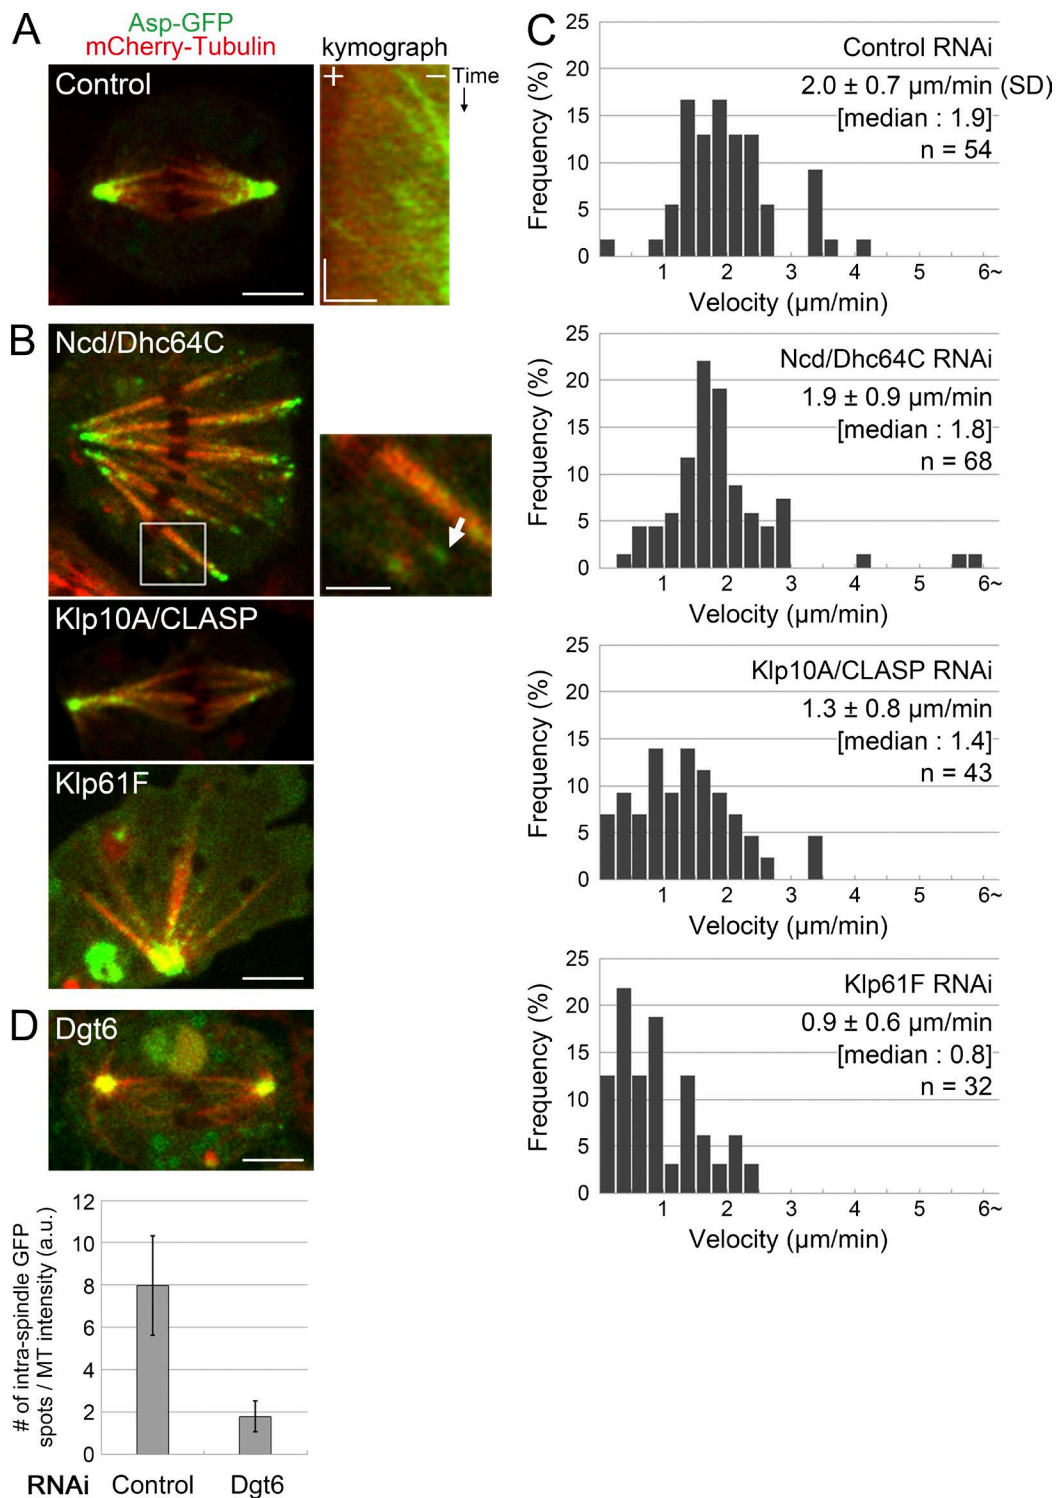 A
Asp-GFP
mCherry-Tubulin
kymograph
Control
+
−
Time
B
Ncd/Dhc64C
Klp10A/CLASP
Klp61F
C
Frequency (%)
25
20
15
10
5
0
Control RNAi
2.0 ± 0.7 µm/min (SD)
[median : 1.9]
n = 54
1 2 3 4 5 6~
Velocity (µm/min)
Frequency (%)
25
20
15
10
5
0
Ncd/Dhc64C RNAi
1.9 ± 0.9 µm/min
[median : 1.8]
n = 68
1 2 3 4 5 6~
Velocity (µm/min)
Frequency (%)
25
20
15
10
5
0
Klp10A/CLASP RNAi
1.3 ± 0.8 µm/min
[median : 1.4]
n = 43
1 2 3 4 5 6~
Velocity (µm/min)
Frequency (%)
25
20
15
10
5
0
Klp61F RNAi
0.9 ± 0.6 µm/min
[median : 0.8]
n = 32
1 2 3 4 5 6~
Velocity (µm/min)
D
Dgt6
# of intra-spindle GFP
spots / MT intensity (a.u.)
12
10
8
6
4
2
0
RNAi Control Dgt6